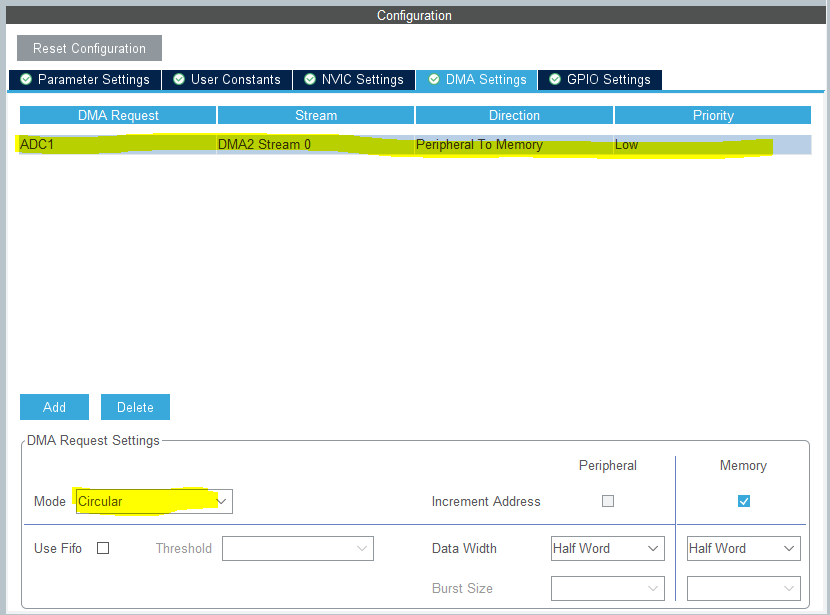 Configuration
Reset Configuration
Parameter Settings User Constants NVIC Settings DMA Settings GPIO Settings
DMA Request Stream Direction Priority
ADC1 DMA2 Stream 0 Peripheral To Memory Low
Add Delete
DMA Request Settings
Peripheral Memory
Mode Circular Increment Address
Use Fifo Threshold Data Width Half Word Half Word
Burst Size